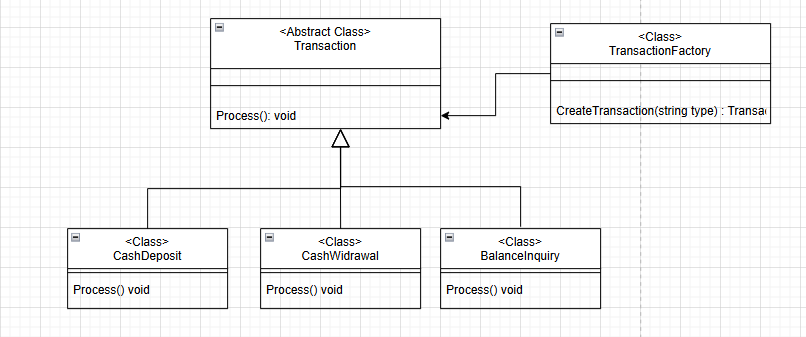 <Abstract Class>
Transaction
Process(): void
<Class>
TransactionFactory
CreateTransaction(string type) : Transac
<Class>
CashDeposit
Process() void
<Class>
CashWidrawal
Process() void
<Class>
BalanceInquiry
Process() void